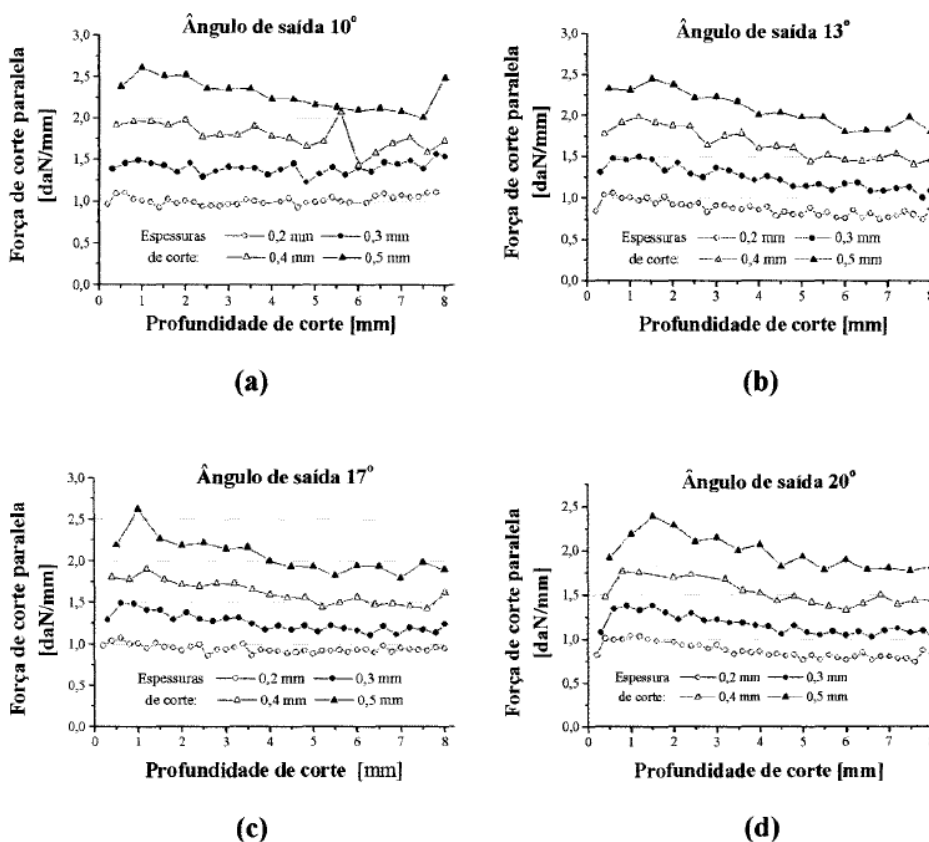 Ângulo de saída 10°
Força de corte paralela
[daN/mm]
3,0
2,5
2,0
1,5
1,0
0,5
0,0
Espessuras
de corte:
0,2 mm
0,3 mm
0,4 mm
0,5 mm
0 1 2 3 4 5 6 7 8
Profundidade de corte [mm]
(a)
Ângulo de saída 13°
Força de corte paralela
[daN/mm]
3,0
2,5
2,0
1,5
1,0
0,5
0,0
Espessuras
de corte:
0,2 mm
0,3 mm
0,4 mm
0,5 mm
0 1 2 3 4 5 6 7 8
Profundidade de corte [mm]
(b)
Ângulo de saída 17°
Força de corte paralela
[daN/mm]
3,0
2,5
2,0
1,5
1,0
0,5
0,0
Espessuras
de corte:
0,2 mm
0,3 mm
0,4 mm
0,5 mm
0 1 2 3 4 5 6 7 8
Profundidade de corte [mm]
(c)
Ângulo de saída 20°
Força de corte paralela
[daN/mm]
2,5
2,0
1,5
1,0
0,5
0,0
Espessura
de corte:
0,2 mm
0,3 mm
0,4 mm
0,5 mm
0 1 2 3 4 5 6 7 8
Profundidade de corte [mm]
(d)